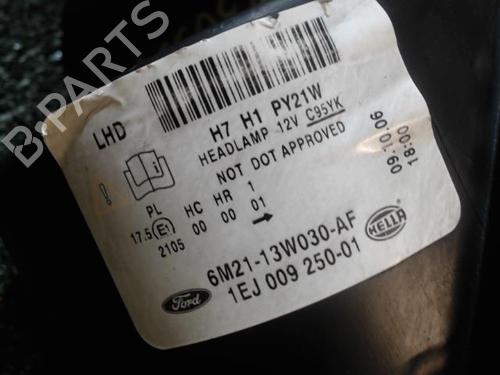 LHD
H7 H1 PY21W
HEADLAMP 12V C95YK
NOT DOT APPROVED
09.10.06
18:00
PL HC HR 1
17.5 E1 00 00 01
2105
6M21-13W030-AF
1EJ 009 250-01
Ford
HELLA
B-PARTS